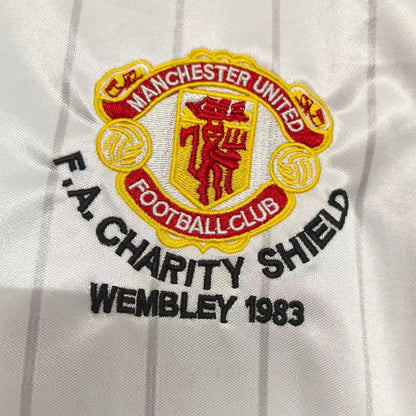 MANCHESTER UNITED
FOOTBALL CLUB
F.A. CHARITY SHIELD
WEMBLEY 1983